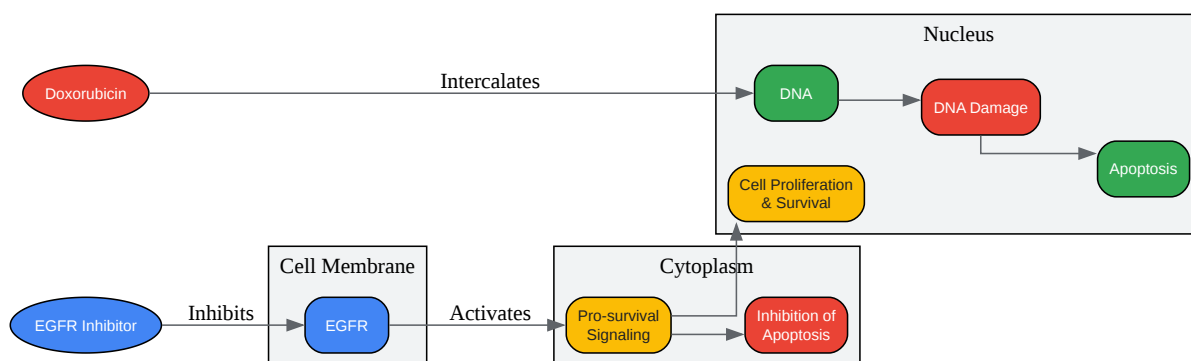 Nucleus
Doxorubicin
Intercalates
DNA
DNA Damage
Apoptosis
Cell Proliferation
& Survival
Cell Membrane
Cytoplasm
EGFR Inhibitor
Inhibits
EGFR
Activates
Pro-survival
Signaling
Inhibition of
Apoptosis